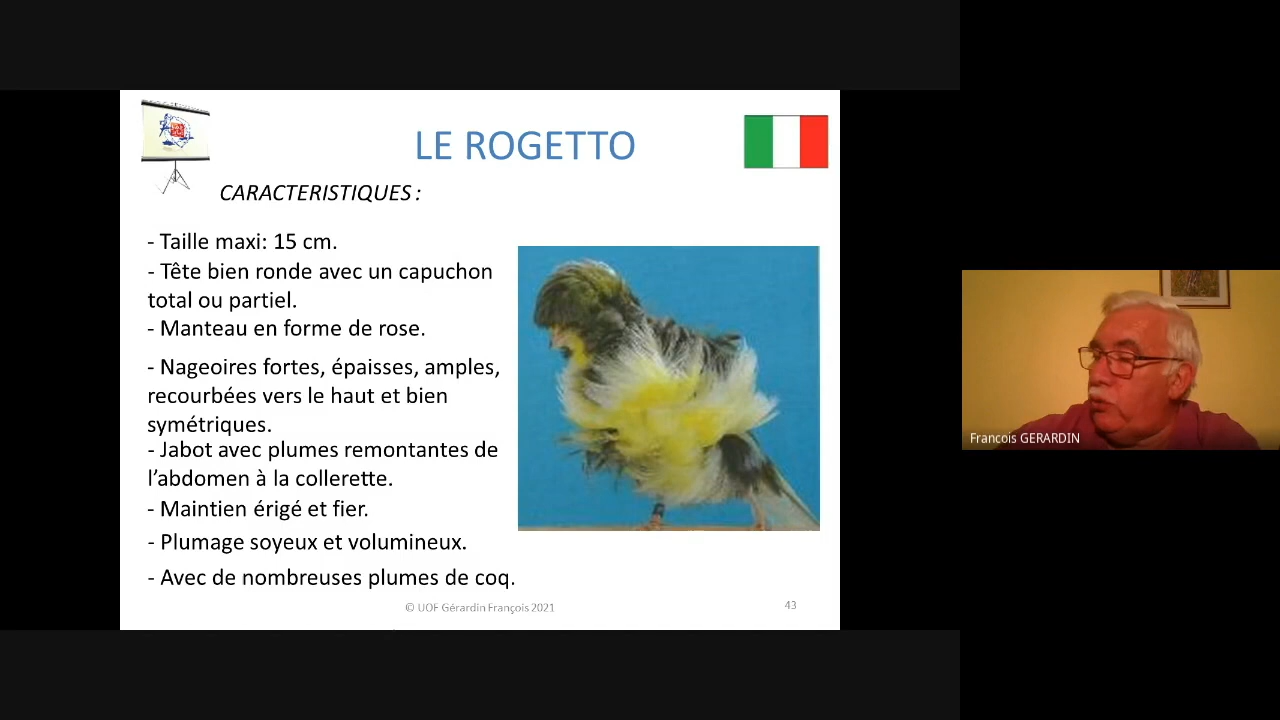 LE ROGETTO
CARACTERISTIQUES :
- Taille maxi: 15 cm.
- Tête bien ronde avec un capuchon
total ou partiel.
- Manteau en forme de rose.
- Nageoires fortes, épaisses, amples,
recourbées vers le haut et bien
symétriques.
- Jabot avec plumes remontantes de
l’abdomen à la collerette.
- Maintien érigé et fier.
- Plumage soyeux et volumineux.
- Avec de nombreuses plumes de coq.
© UOF Gérardin François 2021
43
Francois GERARDIN